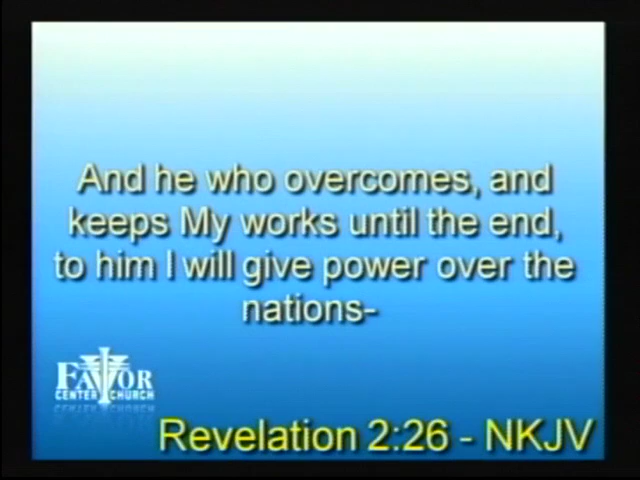 And he who overcomes, and
keeps My works until the end,
to him I will give power over the
nations-
FAVOR
CENTER CHURCH
Revelation 2:26 - NKJV